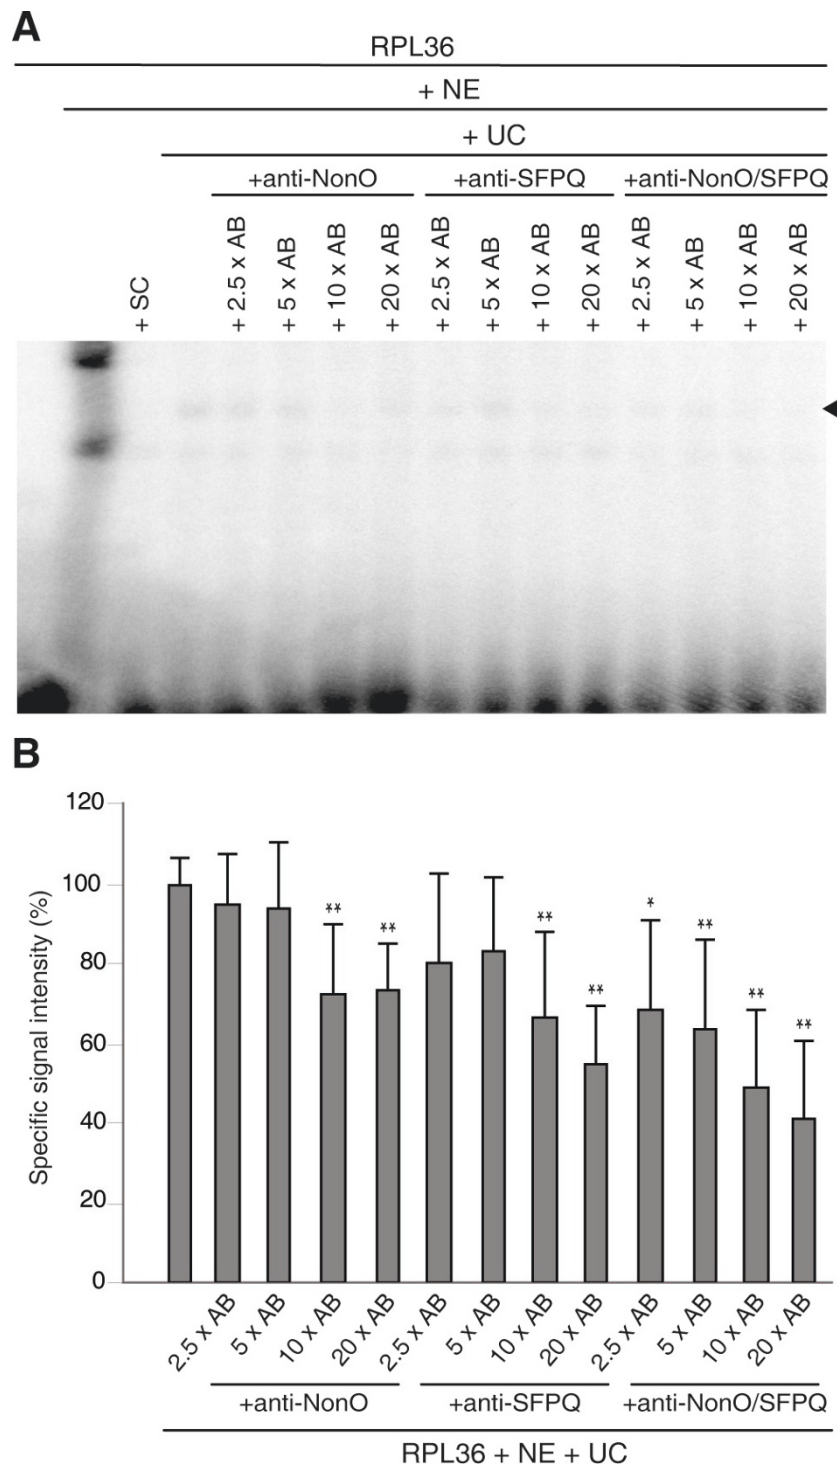 A
RPL36
+ NE
+ UC
+anti-NonO +anti-SFPQ +anti-NonO/SFPQ
+ SC + 2.5 x AB + 5 x AB + 10 x AB + 20 x AB + 2.5 x AB + 5 x AB + 10 x AB + 20 x AB + 2.5 x AB + 5 x AB + 10 x AB + 20 x AB
B
Specific signal intensity (%)
120
100
80
60
40
20
0
** ** ** ** * ** ** **
2.5 x AB 5 x AB 10 x AB 20 x AB 2.5 x AB 5 x AB 10 x AB 20 x AB 2.5 x AB 5 x AB 10 x AB 20 x AB
+anti-NonO +anti-SFPQ +anti-NonO/SFPQ
RPL36 + NE + UC